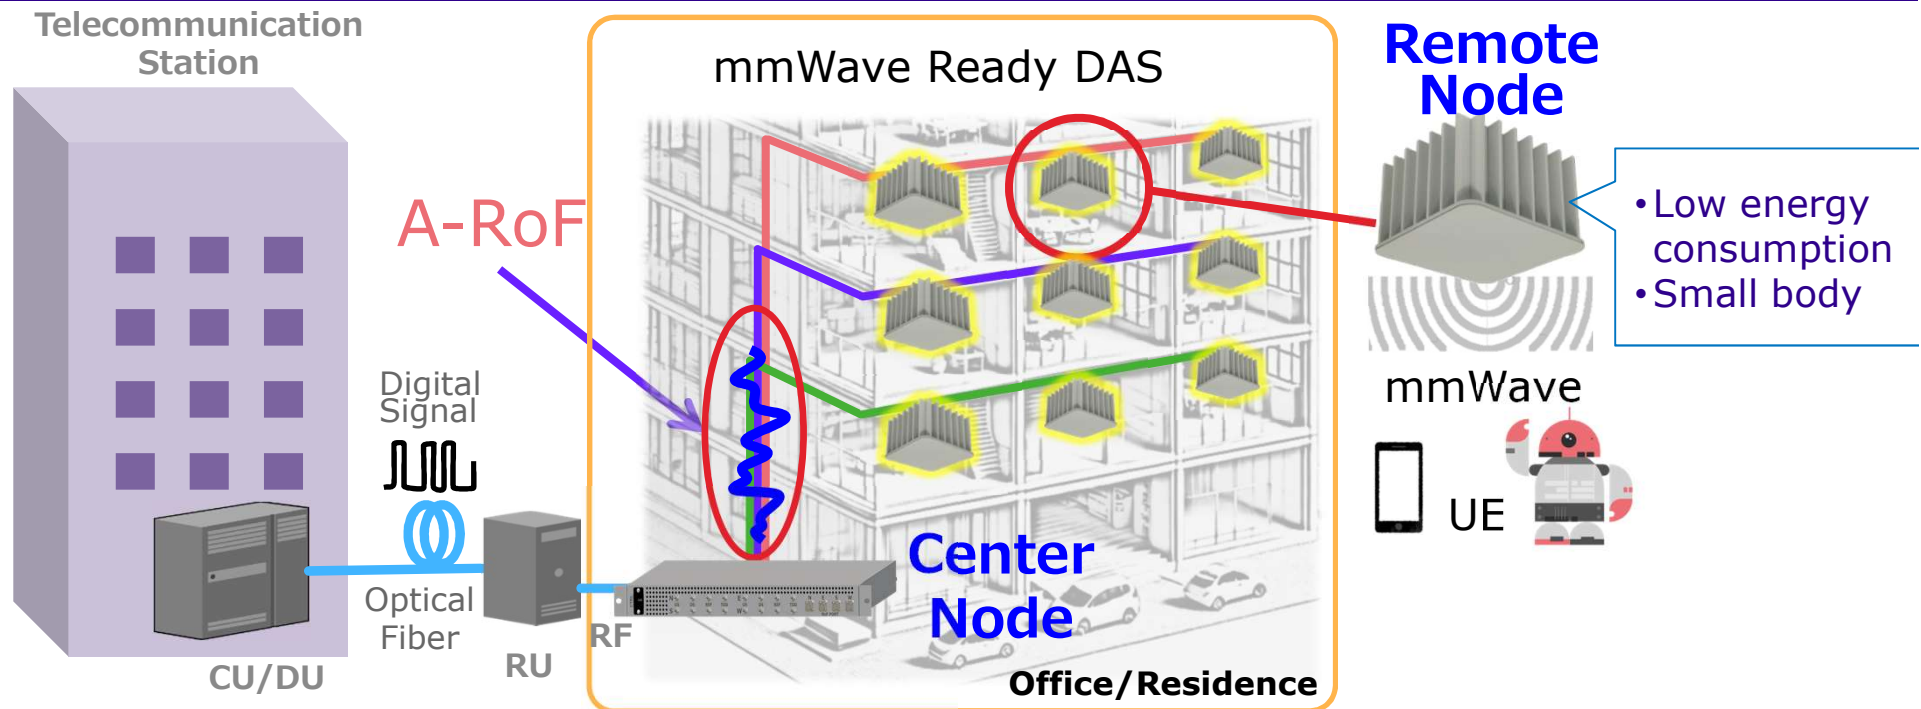 Telecommunication
Station
mmWave Ready DAS
Remote
Node
A-RoF
•Low energy
consumption
•Small body
Digital
Signal
mmWave
UE
Center
Node
Optical
Fiber
RF
RU
CU/DU
Office/Residence